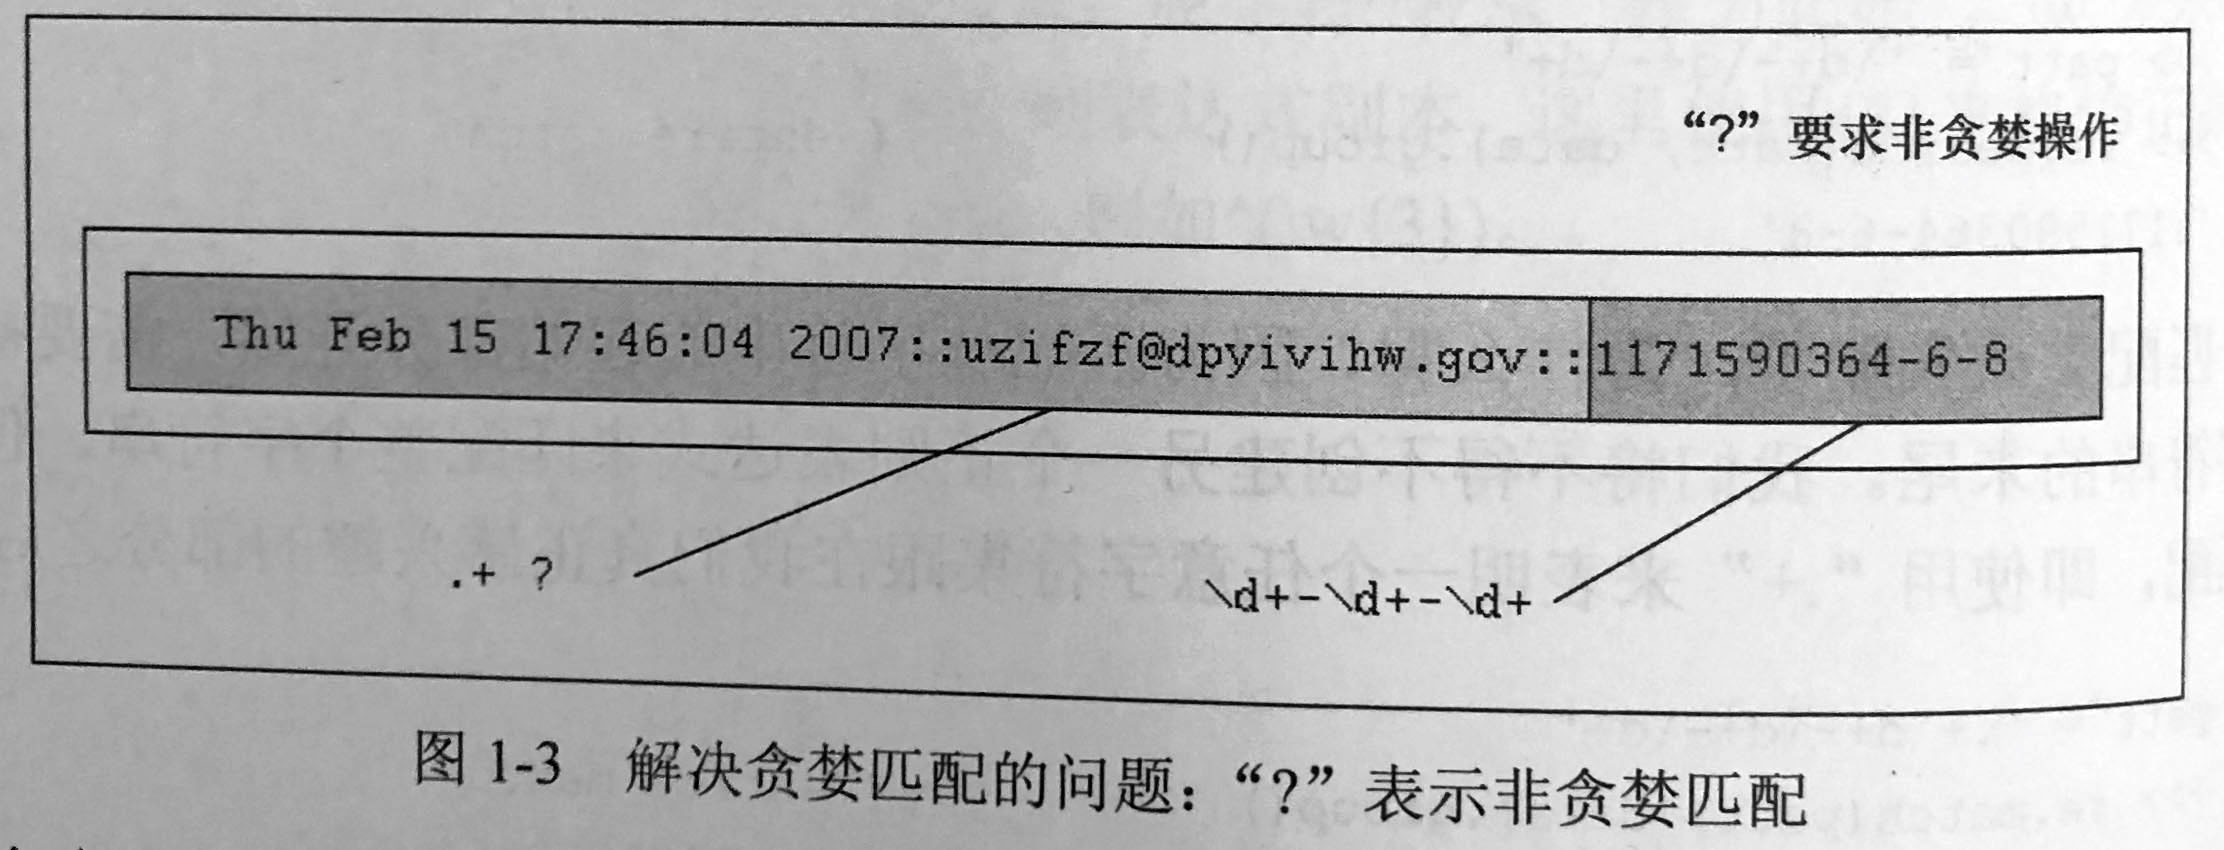 “?”要求非贪婪操作
Thu Feb 15 17:46:04 2007::uzifzf@dpyivihw.gov::1171590364-6-8
.+ ?
\d+-\d+-\d+
图 1-3 解决贪婪匹配的问题：“?”表示非贪婪匹配